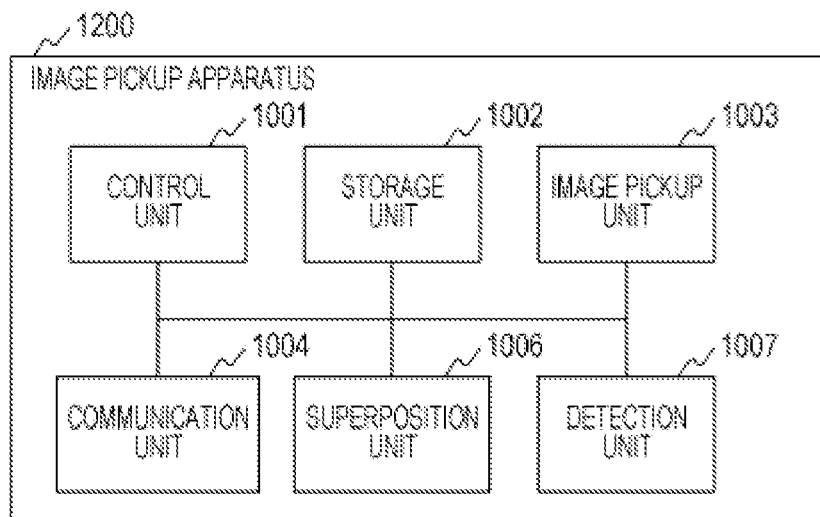 1200
IMAGE PICKUP APPARATUS
1001
CONTROL
UNIT
1002
STORAGE
UNIT
1003
IMAGE PICKUP
UNIT
1004
COMMUNICATION
UNIT
1006
SUPERPOSITION
UNIT
1007
DETECTION
UNIT